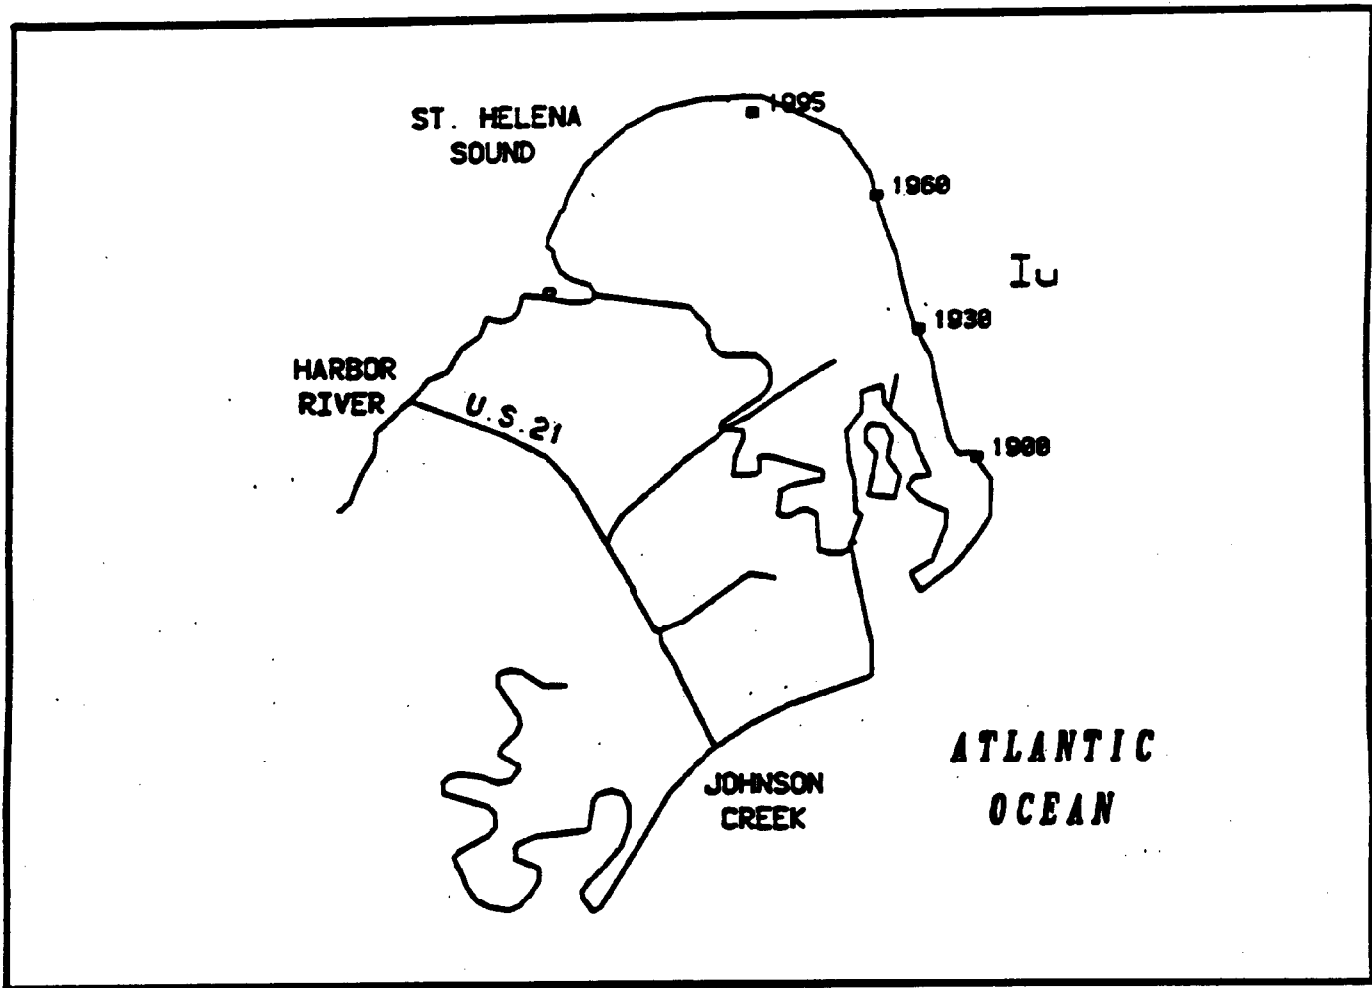 ST. HELENA
SOUND
1995
1960
Iu
1930
HARBOR
RIVER
U.S.21
1900
ATLANTIC
OCEAN
JOHNSON
CREEK